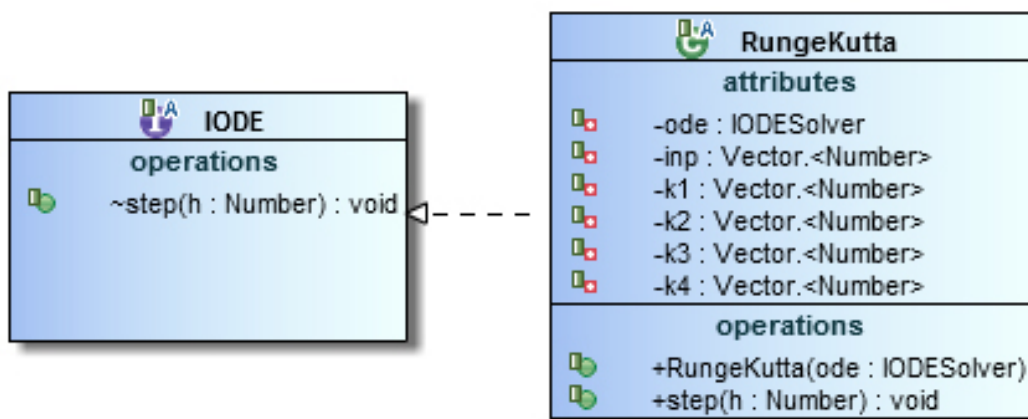 IODE
operations
~step(h : Number) : void
RungeKutta
attributes
-ode : IODESolver
-inp : Vector.<Number>
-k1 : Vector.<Number>
-k2 : Vector.<Number>
-k3 : Vector.<Number>
-k4 : Vector.<Number>
operations
+RungeKutta(ode : IODESolver)
+step(h : Number) : void